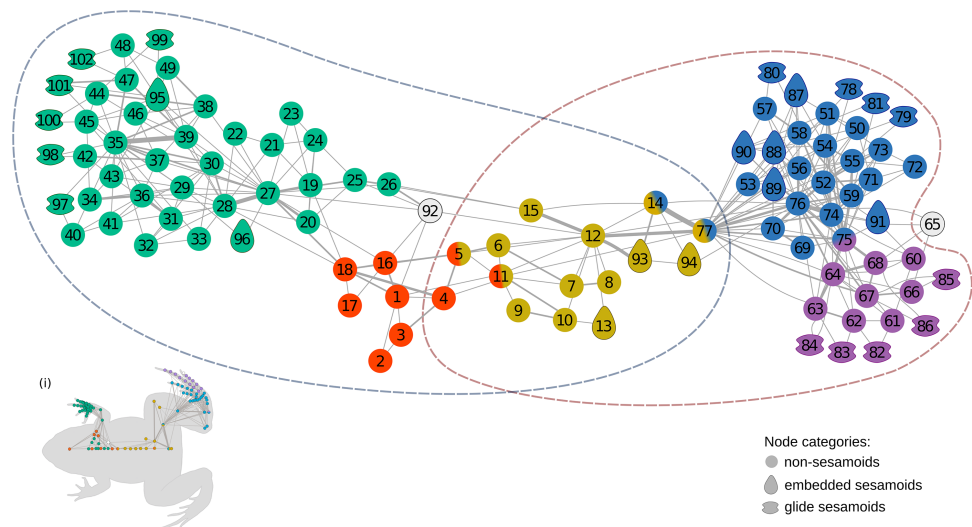 48 99
102 49
47
101 44 95 38
46
100 45 39 23
35 22 24
98 42 37 30 21
43 29 27 19 25 26
97 34 36 28
41 31 20 92
40 32 33 96
18 16
17 1 4
3
2
15 14
12 77
5 6 93 94
11 7 8
9 10 13
80 87 78
57 51 81 79
58 50
90 88 54 73
56 55 72
53 89 52 71
76 59
70 74 91 65
69 75
64 68 60
67 66 85
63 62 61 86
84 83 82
(i)
Node categories:
non-sesamoids
embedded sesamoids
glide sesamoids